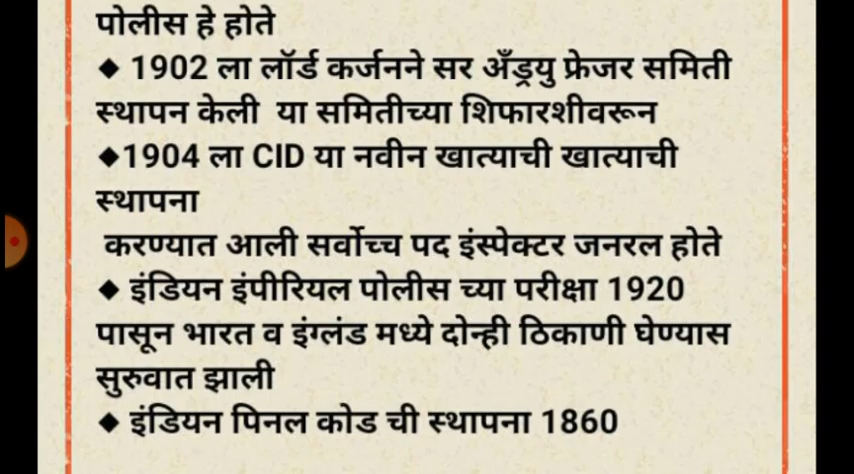 पोलीस हे होते
◆ 1902 ला लॉर्ड कर्जनने सर अँड्र्यु फ्रेजर समिती
स्थापन केली या समितीच्या शिफारशीवरून
◆1904 ला CID या नवीन खात्याची खात्याची
स्थापना
करण्यात आली सर्वोच्च पद इंस्पेक्टर जनरल होते
◆ इंडियन इंपीरियल पोलीस च्या परीक्षा 1920
पासून भारत व इंग्लंड मध्ये दोन्ही ठिकाणी घेण्यास
सुरुवात झाली
◆ इंडियन पिनल कोड ची स्थापना 1860